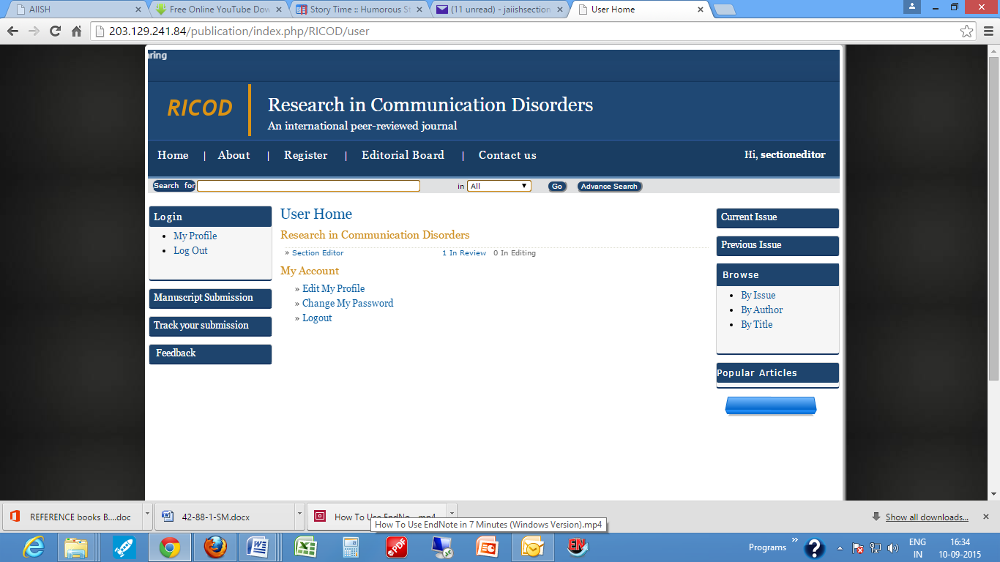 AIISH
Free Online YouTube Dow
Story Time :: Humorous St
(11 unread) - jaiishsection
User Home
203.129.241.84/publication/index.php/RICOD/user
aring
RICOD
Research in Communication Disorders
An international peer-reviewed journal
Home | About | Register | Editorial Board | Contact us
Hi, sectioneditor
Search for
in All
Go
Advance Search
Login
My Profile
Log Out
Manuscript Submission
Track your submission
Feedback
User Home
Research in Communication Disorders
» Section Editor 1 In Review 0 In Editing
My Account
» Edit My Profile
» Change My Password
» Logout
Current Issue
Previous Issue
Browse
By Issue
By Author
By Title
Popular Articles
REFERENCE books B....doc
42-88-1-SM.docx
How To Use EndNo....mp4
How To Use EndNote in 7 Minutes (Windows Version).mp4
Show all downloads...
Programs
ENG
IN
16:34
10-09-2015